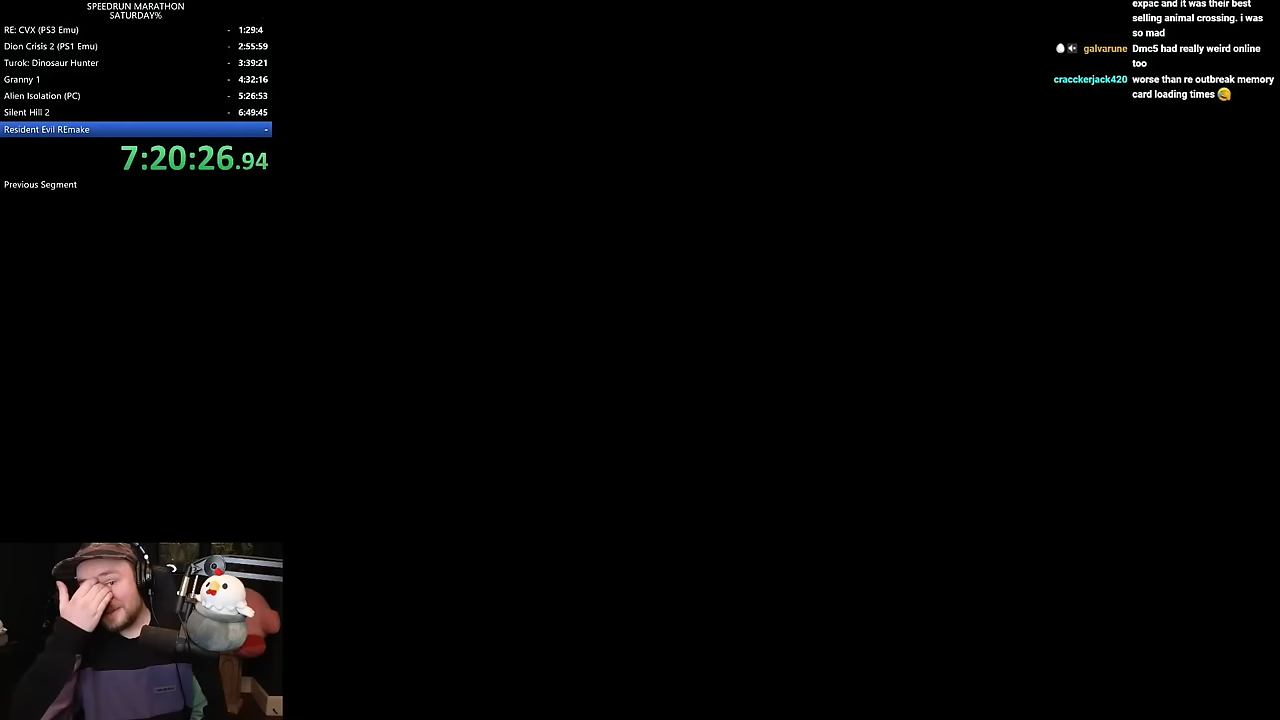 SPEEDRUN MARATHON
SATURDAY%
RE: CVX (PS3 Emu) - 1:29:4
Dion Crisis 2 (PS1 Emu) - 2:55:59
Turok: Dinosaur Hunter - 3:39:21
Granny 1 - 4:32:16
Alien Isolation (PC) - 5:26:53
Silent Hill 2 - 6:49:45
Resident Evil REmake -
7:20:26.94
Previous Segment
expac and it was their best
selling animal crossing. i was
so mad
galvarune Dmc5 had really weird online
too
cracckerjack420 worse than re outbreak memory
card loading times